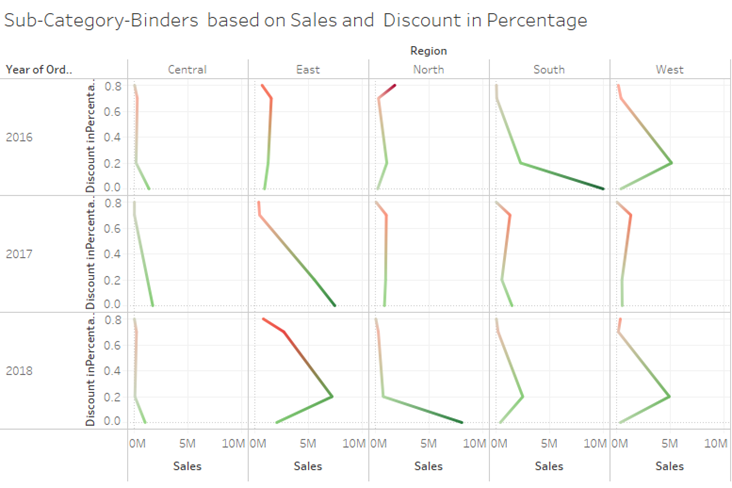 Sub-Category-Binders based on Sales and Discount in Percentage
Region
Year of Ord.. Central East North South West
2016
Discount inPercenta..
0.8
0.6
0.4
0.2
0.0
2017
Discount inPercenta..
0.8
0.6
0.4
0.2
0.0
2018
Discount inPercenta..
0.8
0.6
0.4
0.2
0.0
0M 5M 10M 0M 5M 10M 0M 5M 10M 0M 5M 10M 0M 5M 10M
Sales Sales Sales Sales Sales